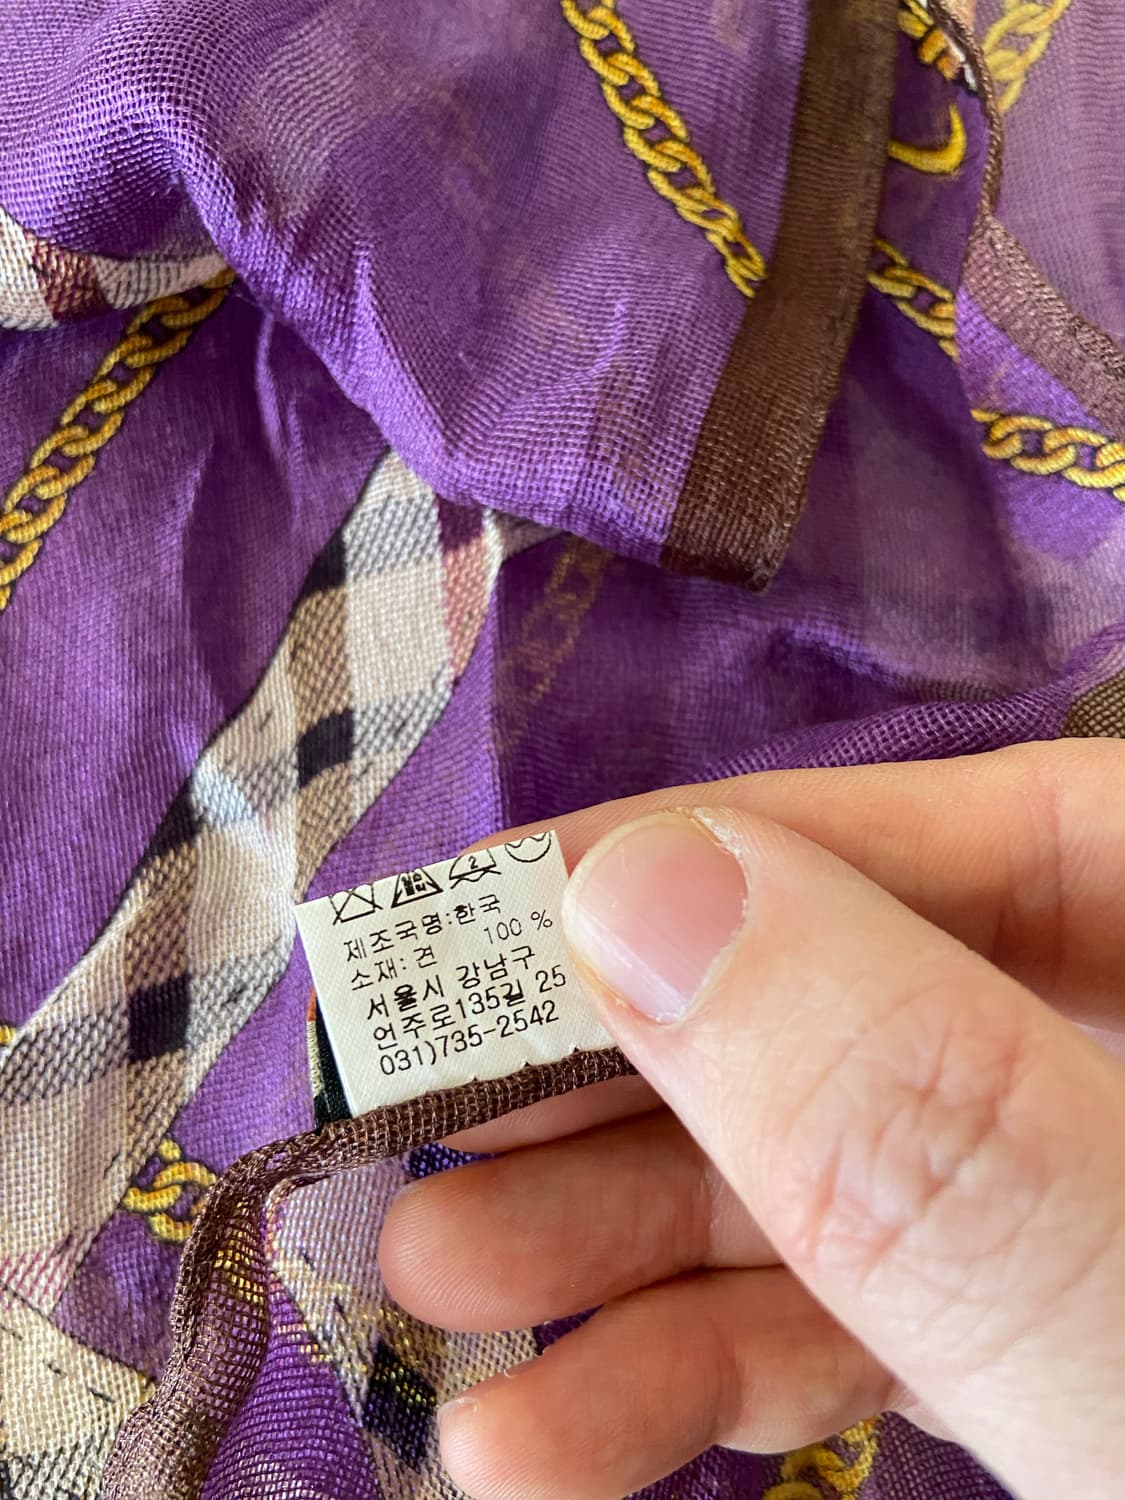 제조국명:한국
소재: 견 100 %
서울시 강남구
언주로135길 25
031)735-2542